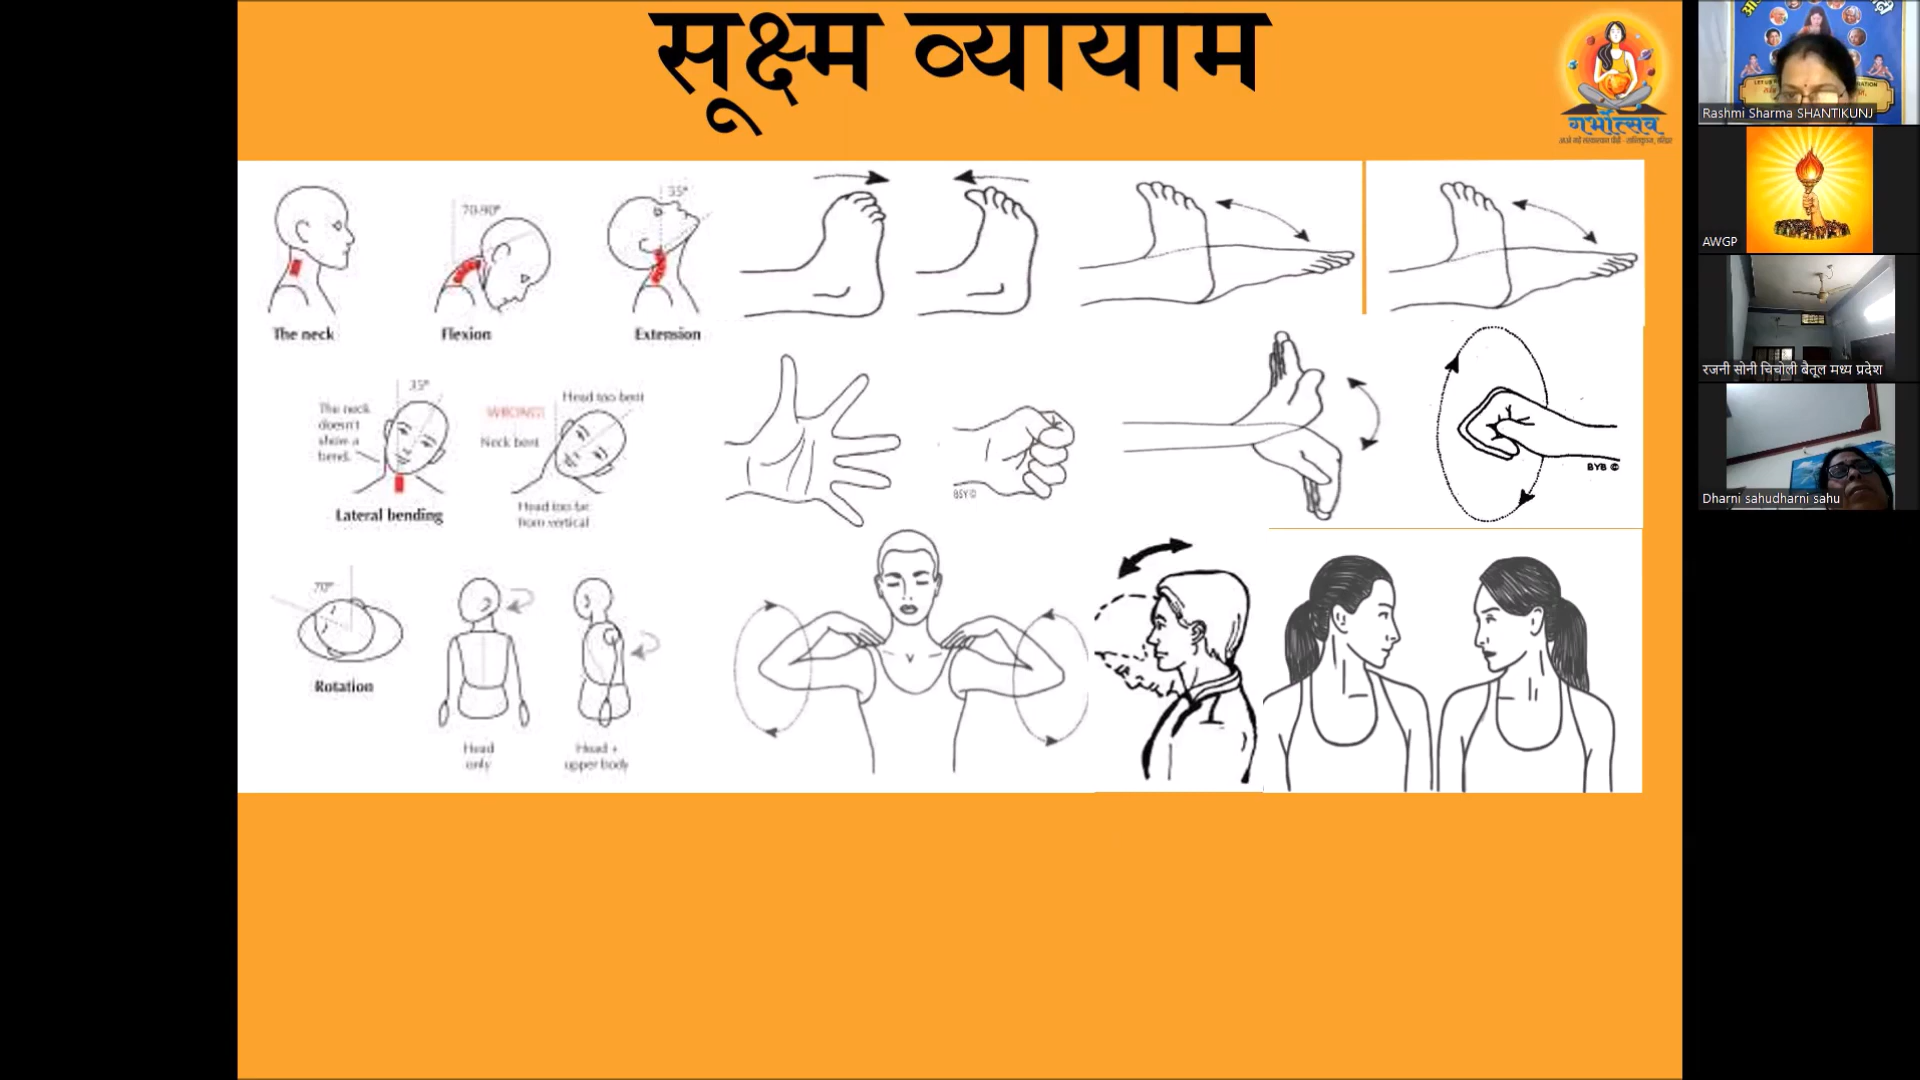 सूक्ष्म व्यायाम
गर्भोत्सव
70-90°
35°
The neck
Flexion
Extension
35°
The neck
doesn't
show a
bend.
Lateral bending
WRONG!
Head too bent
Neck bent
Head too far
from vertical
BSY©
BYB ©
70°
Rotation
Head
only
Head +
upper body
Rashmi Sharma SHANTIKUNJ
AWGP
रजनी सोनी चिचोली बैतूल मध्य प्रदेश
Dharni sahudharni sahu